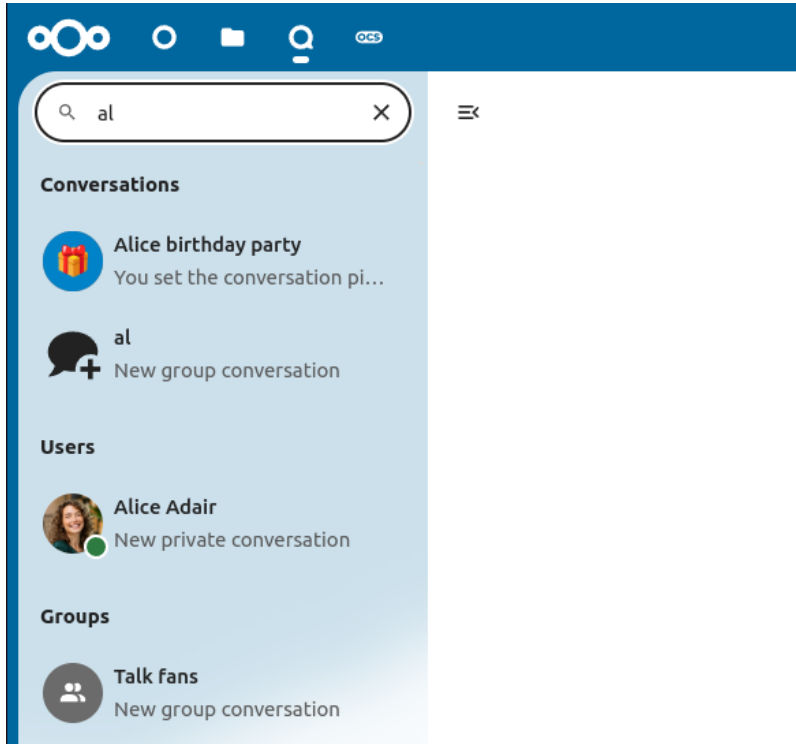 OCS
al
Conversations
Alice birthday party
You set the conversation pi...
al
New group conversation
Users
Alice Adair
New private conversation
Groups
Talk fans
New group conversation